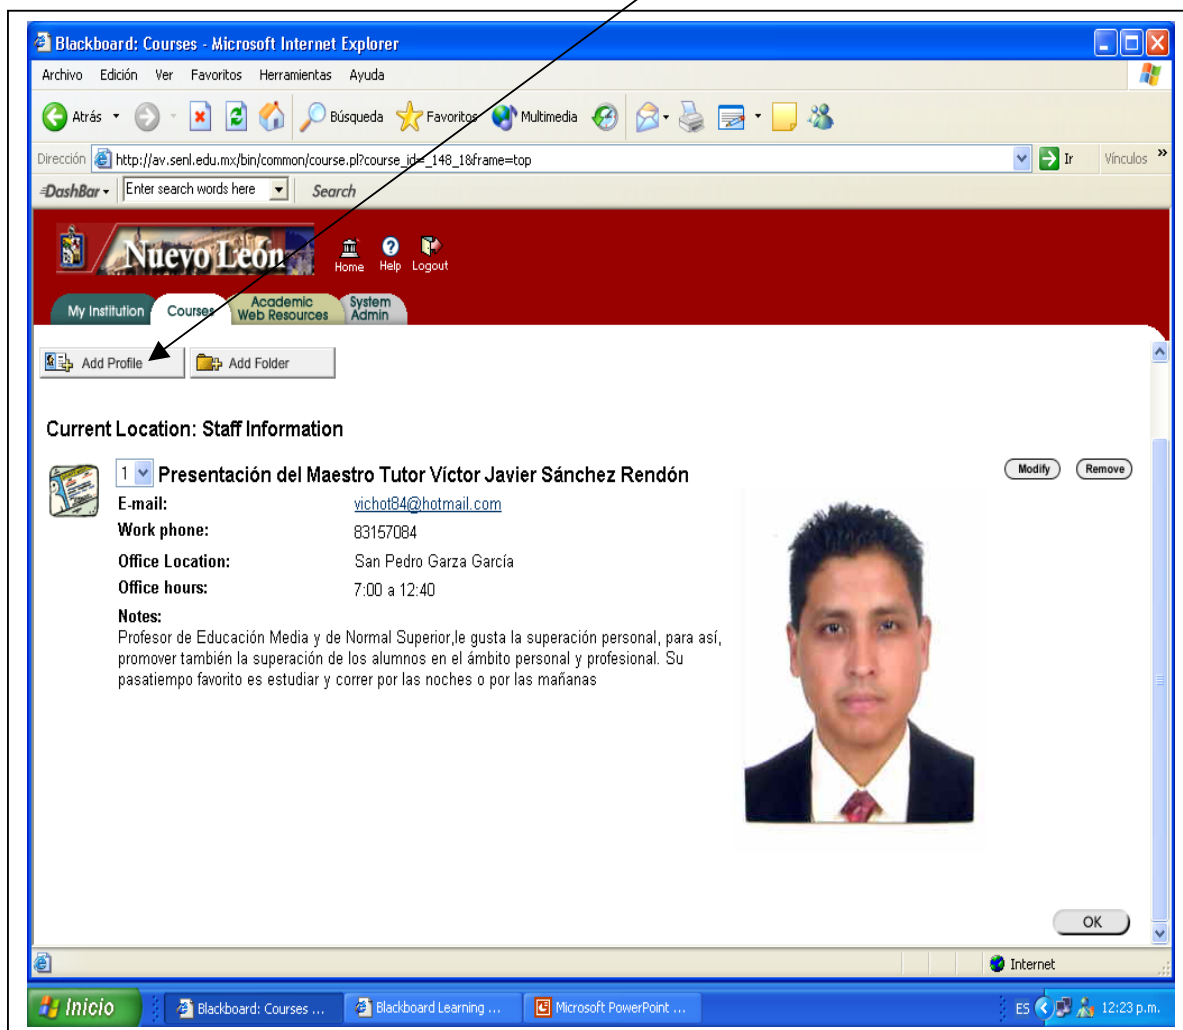 Blackboard: Courses - Microsoft Internet Explorer
Archivo Edición Ver Favoritos Herramientas Ayuda
Atrás Búsqueda Favoritos Multimedia
Dirección http://av.senl.edu.mx/bin/common/course.pl?course_id=_148_1&frame=top Ir Vínculos »
DashBar Enter search words here Search
Nuevo León
Home Help Logout
My Institution Courses Academic Web Resources System Admin
Add Profile Add Folder
Current Location: Staff Information
1 Presentación del Maestro Tutor Víctor Javier Sánchez Rendón Modify Remove
E-mail: vichot84@hotmail.com
Work phone: 83157084
Office Location: San Pedro Garza García
Office hours: 7:00 a 12:40
Notes:
Profesor de Educación Media y de Normal Superior,le gusta la superación personal, para así,
promover también la superación de los alumnos en el ámbito personal y profesional. Su
pasatiempo favorito es estudiar y correr por las noches o por las mañanas
OK
Internet
Inicio Blackboard: Courses ... Blackboard Learning ... Microsoft PowerPoint ... ES 12:23 p.m.